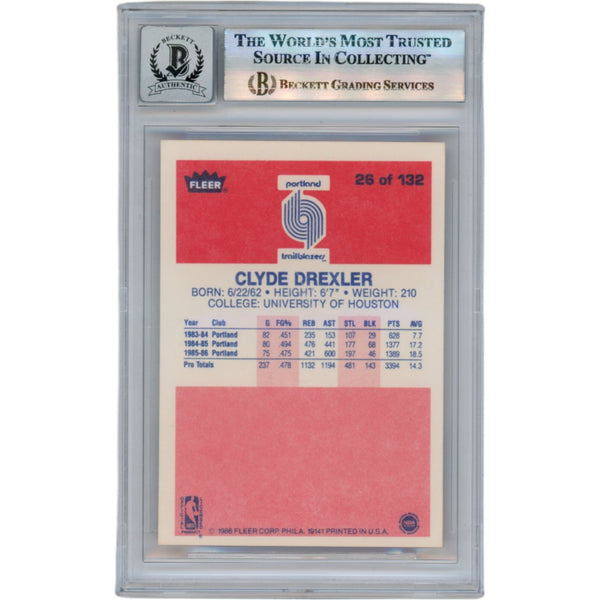 BECKETT
B
AUTHENTIC
THE WORLD'S MOST TRUSTED
SOURCE IN COLLECTING™
B BECKETT GRADING SERVICES
FLEER®
portland
trailblazers
26 of 132
CLYDE DREXLER
BORN: 6/22/62 • HEIGHT: 6'7" • WEIGHT: 210
COLLEGE: UNIVERSITY OF HOUSTON
Year Club G FG% REB AST STL BLK PTS AVG
1983-84 Portland 82 .451 235 153 107 29 628 7.7
1984-85 Portland 80 .494 476 441 177 68 1377 17.2
1985-86 Portland 75 .475 421 600 197 46 1389 18.5
Pro Totals 237 .478 1132 1194 481 143 3394 14.3
© 1986 FLEER CORP. PHILA. 19141 PRINTED IN U.S.A.